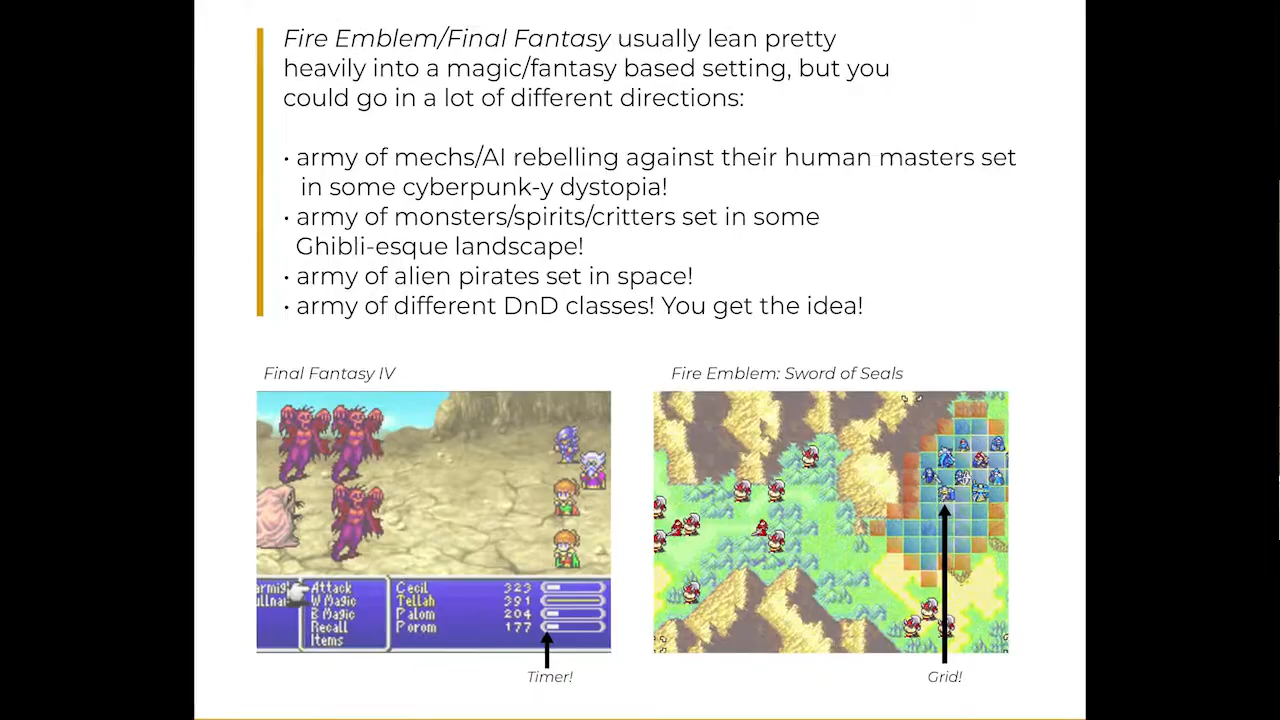 Fire Emblem/Final Fantasy usually lean pretty
heavily into a magic/fantasy based setting, but you
could go in a lot of different directions:
• army of mechs/AI rebelling against their human masters set
in some cyberpunk-y dystopia!
• army of monsters/spirits/critters set in some
Ghibli-esque landscape!
• army of alien pirates set in space!
• army of different DnD classes! You get the idea!
Final Fantasy IV
Fire Emblem: Sword of Seals
Attack
W Magic
B Magic
Recall
Items
Cecil 323
Tellah 391
Palom 204
Porom 177
Timer!
Grid!